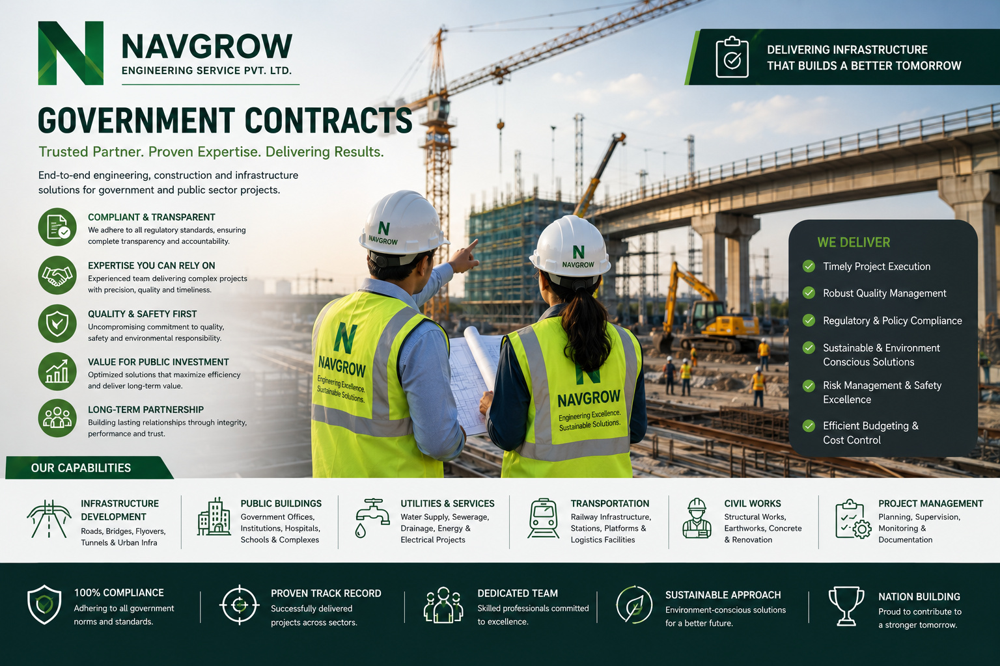 N
NAVGROW
ENGINEERING SERVICE PVT. LTD.
DELIVERING INFRASTRUCTURE
THAT BUILDS A BETTER TOMORROW
GOVERNMENT CONTRACTS
Trusted Partner. Proven Expertise. Delivering Results.
End-to-end engineering, construction and infrastructure
solutions for government and public sector projects.
COMPLIANT & TRANSPARENT
We adhere to all regulatory standards, ensuring
complete transparency and accountability.
EXPERTISE YOU CAN RELY ON
Experienced team delivering complex projects
with precision, quality and timeliness.
QUALITY & SAFETY FIRST
Uncompromising commitment to quality,
safety and environmental responsibility.
VALUE FOR PUBLIC INVESTMENT
Optimized solutions that maximize efficiency
and deliver long-term value.
LONG-TERM PARTNERSHIP
Building lasting relationships through integrity,
performance and trust.
N
NAVGROW
N
NAVGROW
N
NAVGROW
Engineering Excellence.
Sustainable Solutions.
N
NAVGROW
Engineering Excellence.
Sustainable Solutions.
WE DELIVER
Timely Project Execution
Robust Quality Management
Regulatory & Policy Compliance
Sustainable & Environment
Conscious Solutions
Risk Management & Safety
Excellence
Efficient Budgeting &
Cost Control
OUR CAPABILITIES
INFRASTRUCTURE
DEVELOPMENT
Roads, Bridges, Flyovers,
Tunnels & Urban Infra
PUBLIC BUILDINGS
Government Offices,
Institutions, Hospitals,
Schools & Complexes
UTILITIES & SERVICES
Water Supply, Sewerage,
Drainage, Energy &
Electrical Projects
TRANSPORTATION
Railway Infrastructure,
Stations, Platforms &
Logistics Facilities
CIVIL WORKS
Structural Works,
Earthworks, Concrete
& Renovation
PROJECT MANAGEMENT
Planning, Supervision,
Monitoring &
Documentation
100% COMPLIANCE
Adhering to all government
norms and standards.
PROVEN TRACK RECORD
Successfully delivered
projects across sectors.
DEDICATED TEAM
Skilled professionals committed
to excellence.
SUSTAINABLE APPROACH
Environment-conscious solutions
for a better future.
NATION BUILDING
Proud to contribute to
a stronger tomorrow.